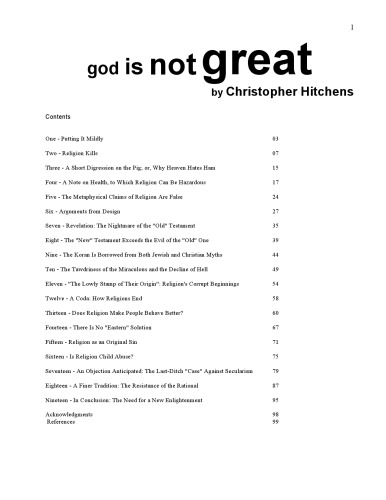 1
god is not great
by Christopher Hitchens
Contents
One - Putting It Mildly 03
Two - Religion Kills 07
Three - A Short Digression on the Pig; or, Why Heaven Hates Ham 15
Four - A Note on Health, to Which Religion Can Be Hazardous 17
Five - The Metaphysical Claims of Religion Are False 24
Six - Arguments from Design 27
Seven - Revelation: The Nightmare of the "Old" Testament 35
Eight - The "New" Testament Exceeds the Evil of the "Old" One 39
Nine - The Koran Is Borrowed from Both Jewish and Christian Myths 44
Ten - The Tawdriness of the Miraculous and the Decline of Hell 49
Eleven - "The Lowly Stamp of Their Origin": Religion's Corrupt Beginnings 54
Twelve - A Coda: How Religions End 58
Thirteen - Does Religion Make People Behave Better? 60
Fourteen - There Is No "Eastern" Solution 67
Fifteen - Religion as an Original Sin 71
Sixteen - Is Religion Child Abuse? 75
Seventeen - An Objection Anticipated: The Last-Ditch "Case" Against Secularism 79
Eighteen - A Finer Tradition: The Resistance of the Rational 87
Nineteen - In Conclusion: The Need for a New Enlightenment 95
Acknowledgments 98
References 99